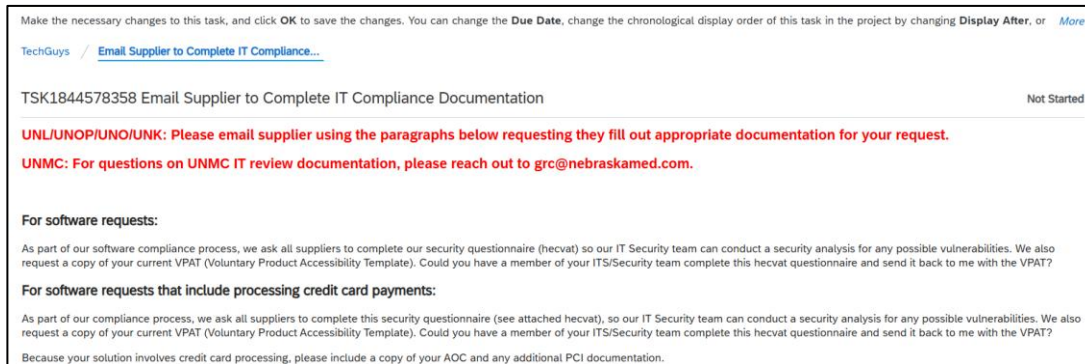 Make the necessary changes to this task, and click OK to save the changes. You can change the Due Date, change the chronological display order of this task in the project by changing Display After, or More
TechGuys / Email Supplier to Complete IT Compliance...
TSK1844578358 Email Supplier to Complete IT Compliance Documentation Not Started
UNL/UNOP/UNO/UNK: Please email supplier using the paragraphs below requesting they fill out appropriate documentation for your request.
UNMC: For questions on UNMC IT review documentation, please reach out to grc@nebraskamed.com.
For software requests:
As part of our software compliance process, we ask all suppliers to complete our security questionnaire (hecvat) so our IT Security team can conduct a security analysis for any possible vulnerabilities. We also
request a copy of your current VPAT (Voluntary Product Accessibility Template). Could you have a member of your ITS/Security team complete this hecvat questionnaire and send it back to me with the VPAT?
For software requests that include processing credit card payments:
As part of our compliance process, we ask all suppliers to complete this security questionnaire (see attached hecvat), so our IT Security team can conduct a security analysis for any possible vulnerabilities. We also
request a copy of your current VPAT (Voluntary Product Accessibility Template). Could you have a member of your ITS/Security team complete this hecvat questionnaire and send it back to me with the VPAT?
Because your solution involves credit card processing, please include a copy of your AOC and any additional PCI documentation.